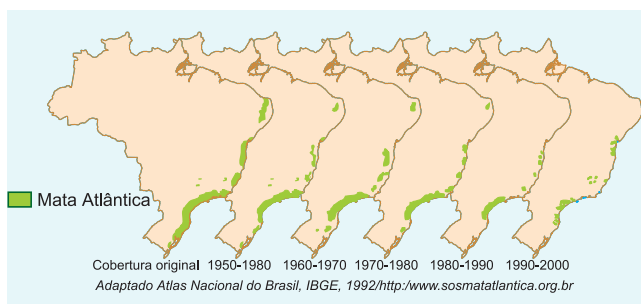 Mata Atlântica
Cobertura original 1950-1980 1960-1970 1970-1980 1980-1990 1990-2000
Adaptado Atlas Nacional do Brasil, IBGE, 1992/http:/www.sosmatatlantica.org.br